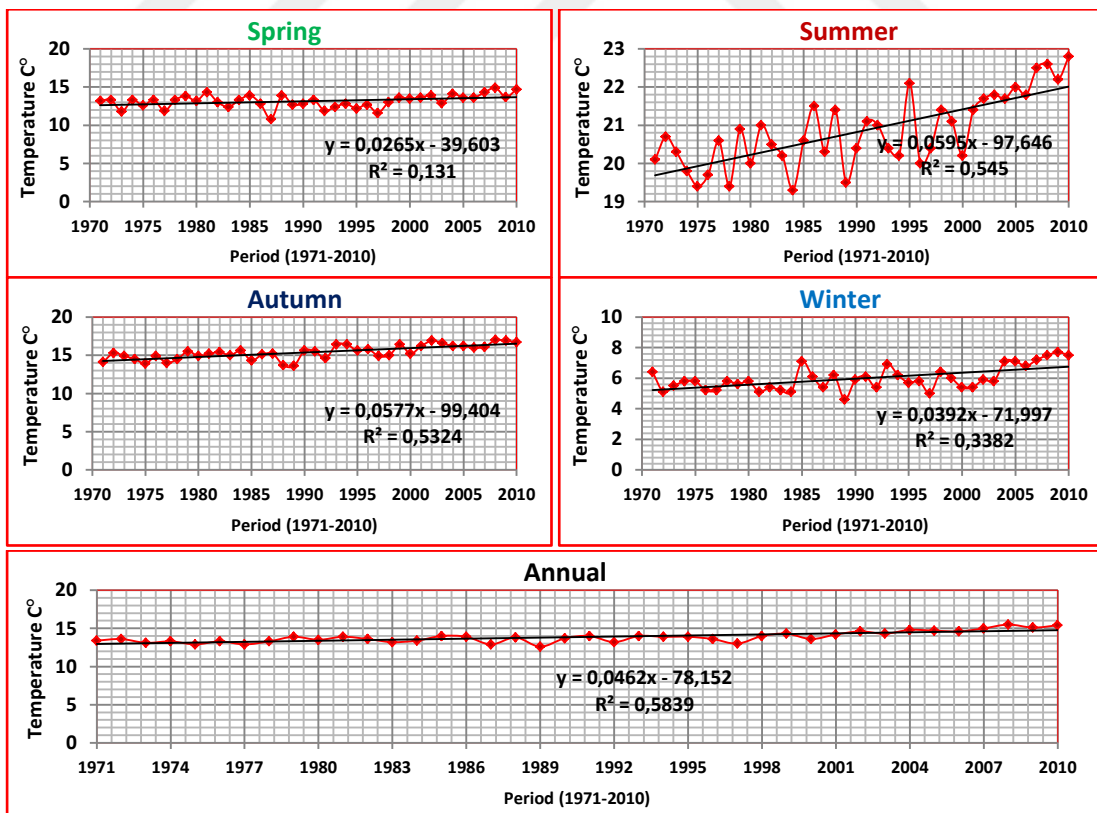 Spring
Temperature C°
20
15
10
5
0
y = 0,0265x - 39,603
R² = 0,131
1970 1975 1980 1985 1990 1995 2000 2005 2010
Period (1971-2010)
Summer
Temperature C°
23
22
21
20
19
y = 0,0595x - 97,646
R² = 0,545
1970 1975 1980 1985 1990 1995 2000 2005 2010
Period (1971-2010)
Autumn
Temperature C°
20
15
10
5
0
y = 0,0577x - 99,404
R² = 0,5324
1970 1975 1980 1985 1990 1995 2000 2005 2010
Period (1971-2010)
Winter
Temperature C°
10
8
6
4
2
0
y = 0,0392x - 71,997
R² = 0,3382
1970 1975 1980 1985 1990 1995 2000 2005 2010
Period (1971-2010)
Annual
Temperature C°
20
15
10
5
0
y = 0,0462x - 78,152
R² = 0,5839
1971 1974 1977 1980 1983 1986 1989 1992 1995 1998 2001 2004 2007 2010
Period (1971-2010)